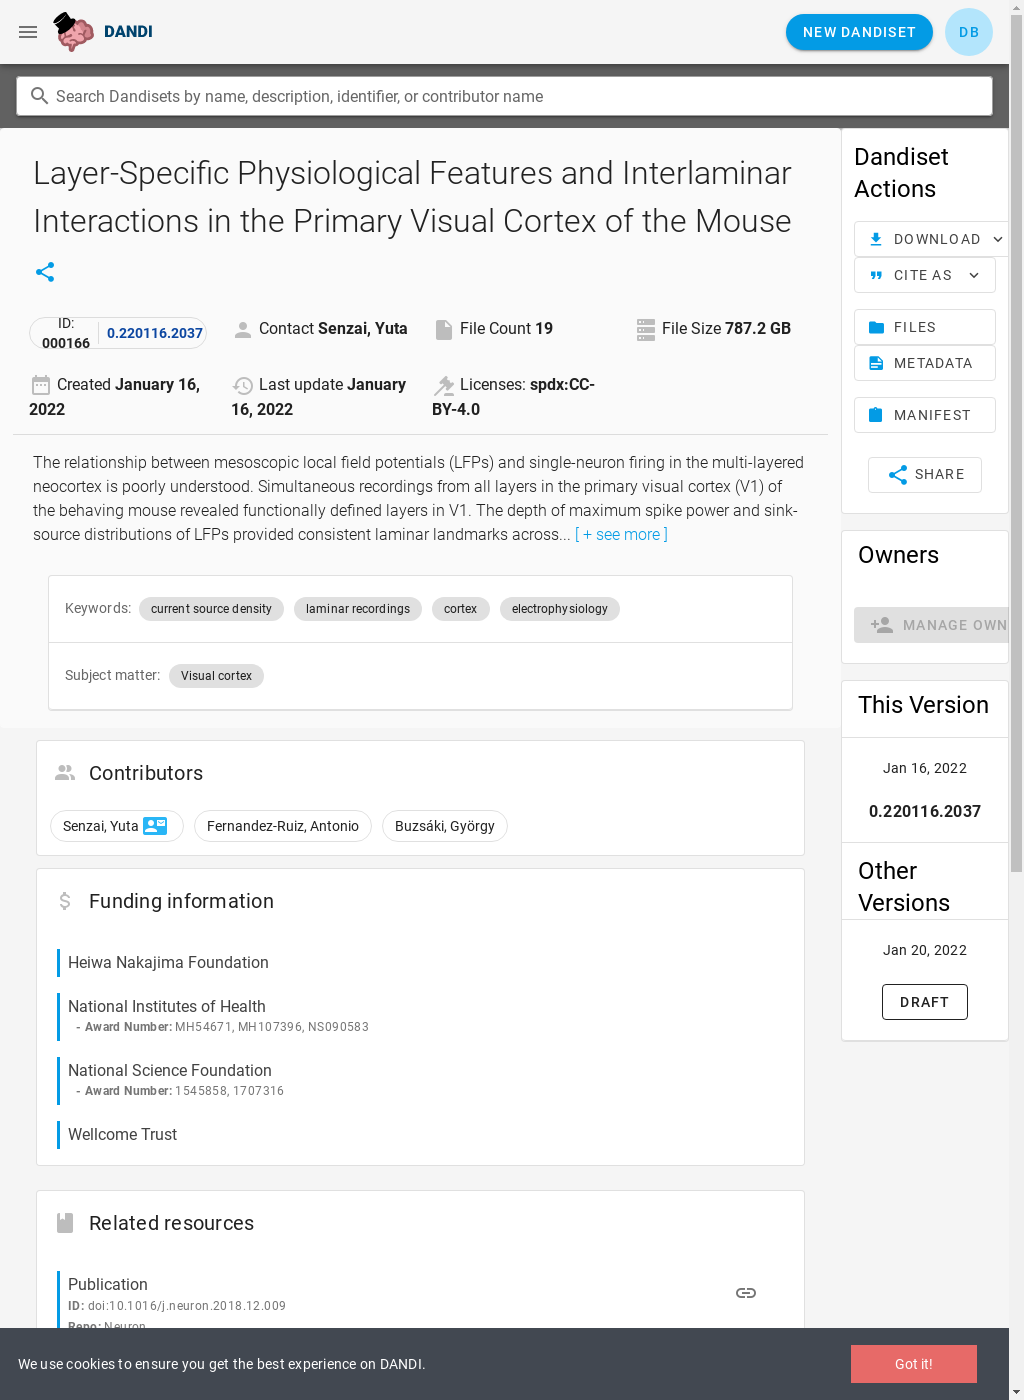 DANDI
NEW DANDISET
DB
Search Dandisets by name, description, identifier, or contributor name
Layer-Specific Physiological Features and Interlaminar
Interactions in the Primary Visual Cortex of the Mouse
ID:
000166
0.220116.2037
Contact Senzai, Yuta
File Count 19
File Size 787.2 GB
Created January 16,
2022
Last update January
16, 2022
Licenses: spdx:CC-
BY-4.0
The relationship between mesoscopic local field potentials (LFPs) and single-neuron firing in the multi-layered
neocortex is poorly understood. Simultaneous recordings from all layers in the primary visual cortex (V1) of
the behaving mouse revealed functionally defined layers in V1. The depth of maximum spike power and sink-
source distributions of LFPs provided consistent laminar landmarks across... [ + see more ]
Keywords: current source density laminar recordings cortex electrophysiology
Subject matter: Visual cortex
Contributors
Senzai, Yuta
Fernandez-Ruiz, Antonio
Buzsáki, György
Funding information
Heiwa Nakajima Foundation
National Institutes of Health
- Award Number: MH54671, MH107396, NS090583
National Science Foundation
- Award Number: 1545858, 1707316
Wellcome Trust
Related resources
Publication
ID: doi:10.1016/j.neuron.2018.12.009
Repo: Neuron
Dandiset
Actions
DOWNLOAD
CITE AS
FILES
METADATA
MANIFEST
SHARE
Owners
MANAGE OWN
This Version
Jan 16, 2022
0.220116.2037
Other
Versions
Jan 20, 2022
DRAFT
We use cookies to ensure you get the best experience on DANDI.
Got it!